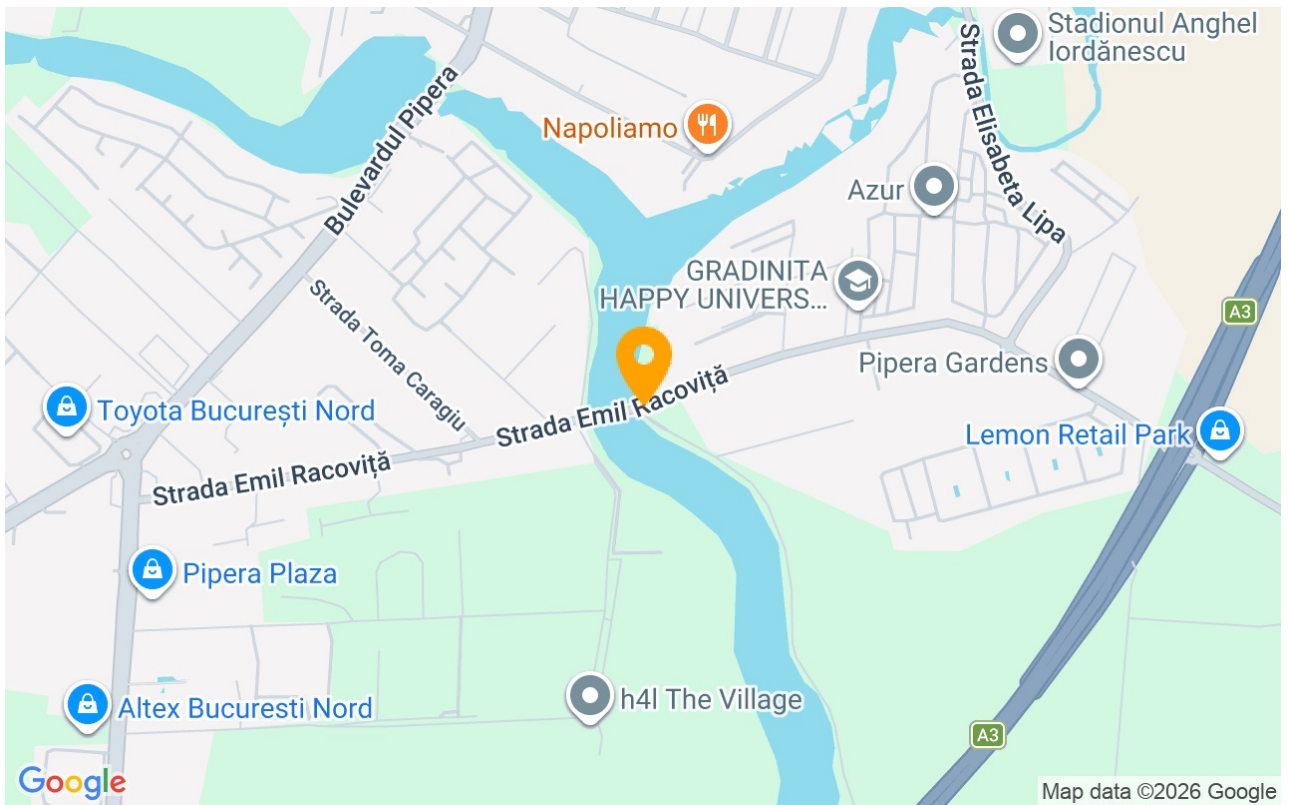 Stadionul Anghel
Iordănescu
Strada Elisabeta Lipa
Bulevardul Pipera
Napoliamo
Azur
GRADINITA
HAPPY UNIVERS...
A3
Strada Toma Caragiu
Pipera Gardens
Toyota București Nord
Strada Emil Racoviță
Lemon Retail Park
Strada Emil Racoviță
Pipera Plaza
h4l The Village
Altex Bucuresti Nord
A3
Google
Map data ©2026 Google